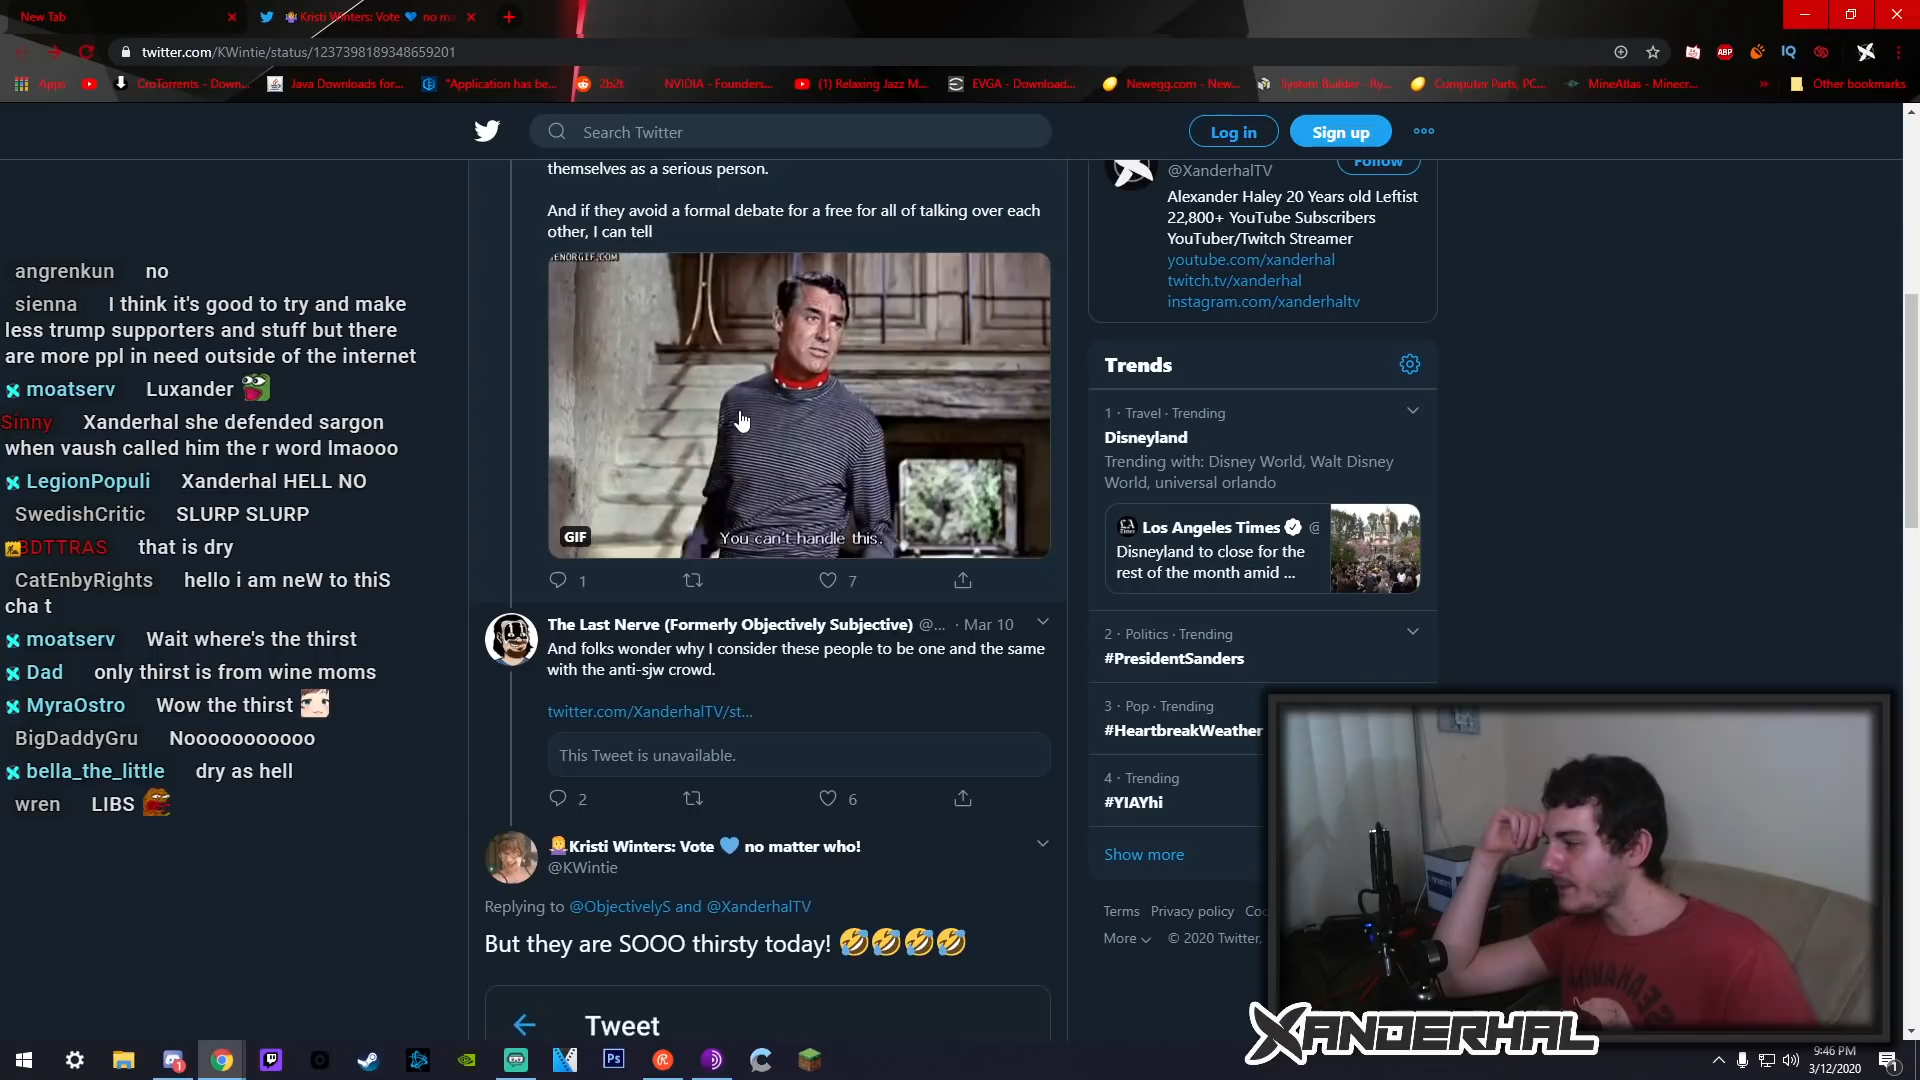 New Tab
Kristi Winters: Vote 💙 no ma
twitter.com/KWintie/status/1237398189348659201
ABP
IQ
Apps
CroTorrents - Down...
Java Downloads for...
"Application has be...
2b2t
NVIDIA - Founders...
(1) Relaxing Jazz M...
EVGA - Download...
Newegg.com - New...
System Builder - By...
Computer Parts, PC...
MineAtlas - Minecr...
Other bookmarks
Search Twitter
Log in
Sign up
themselves as a serious person.
And if they avoid a formal debate for a free for all of talking over each
other, I can tell
ENORGIF.COM
GIF
You can't handle this.
1
7
The Last Nerve (Formerly Objectively Subjective) @... · Mar 10
And folks wonder why I consider these people to be one and the same
with the anti-sjw crowd.
twitter.com/XanderhalTV/st...
This Tweet is unavailable.
2
6
🤷‍♀️Kristi Winters: Vote 💙 no matter who!
@KWintie
Replying to @ObjectivelyS and @XanderhalTV
But they are SOOO thirsty today! 🤣🤣🤣🤣
Tweet
@XanderhalTV
Follow
Alexander Haley 20 Years old Leftist
22,800+ YouTube Subscribers
YouTuber/Twitch Streamer
youtube.com/xanderhal
twitch.tv/xanderhal
instagram.com/xanderhaltv
Trends
1 · Travel · Trending
Disneyland
Trending with: Disney World, Walt Disney
World, universal orlando
Los Angeles Times @
Disneyland to close for the
rest of the month amid ...
2 · Politics · Trending
#PresidentSanders
3 · Pop · Trending
#HeartbreakWeather
4 · Trending
#YIAYhi
Show more
Terms Privacy policy Coo
More © 2020 Twitter,
angrenkun no
sienna I think it's good to try and make
less trump supporters and stuff but there
are more ppl in need outside of the internet
moatserv Luxander
Sinny Xanderhal she defended sargon
when vaush called him the r word lmaooo
LegionPopuli Xanderhal HELL NO
SwedishCritic SLURP SLURP
BDTTRAS that is dry
CatEnbyRights hello i am neW to thiS
cha t
moatserv Wait where's the thirst
Dad only thirst is from wine moms
MyraOstro Wow the thirst
BigDaddyGru Nooooooooooo
bella_the_little dry as hell
wren LIBS
XANDERHAL
Ps
9:46 PM
3/12/2020
1